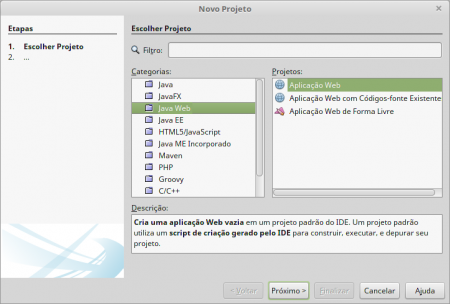 Novo Projeto
Etapas
1. Escolher Projeto
2. ...
Escolher Projeto
Filtro:
Categorias:
Java
JavaFX
Java Web
Java EE
HTML5/JavaScript
Java ME Incorporado
Maven
PHP
Groovy
C/C++
Projetos:
Aplicação Web
Aplicação Web com Códigos-fonte Existente
Aplicação Web de Forma Livre
Descrição:
Cria uma aplicação Web vazia em um projeto padrão do IDE. Um projeto padrão
utiliza um script de criação gerado pelo IDE para construir, executar, e depurar seu
projeto.
< Voltar
Próximo >
Finalizar
Cancelar
Ajuda